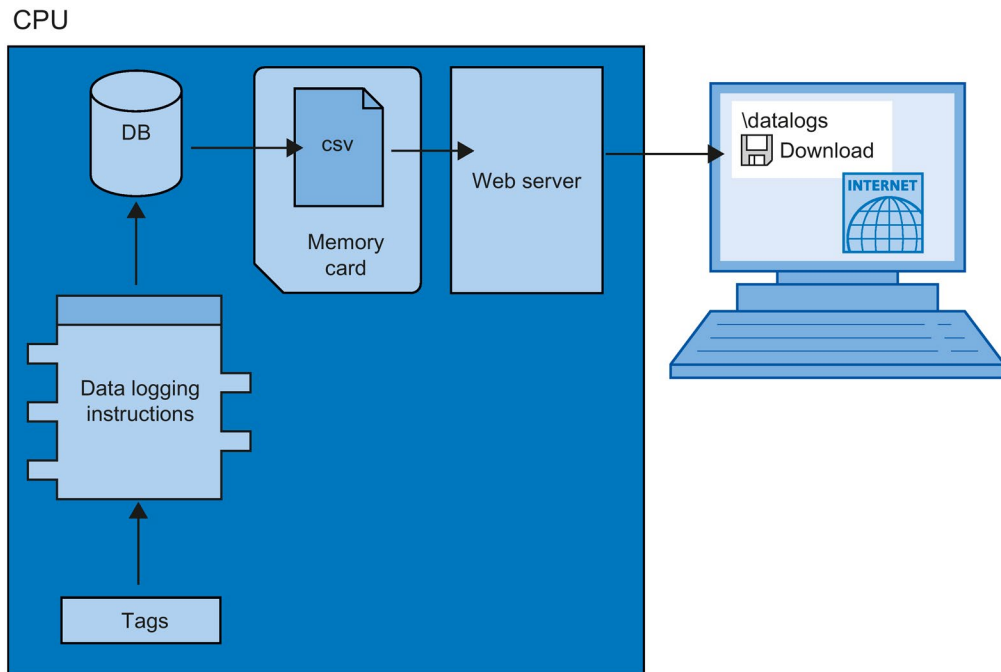 CPU
DB
csv
Memory
card
Web server
\datalogs
Download
INTERNET
Data logging
instructions
Tags